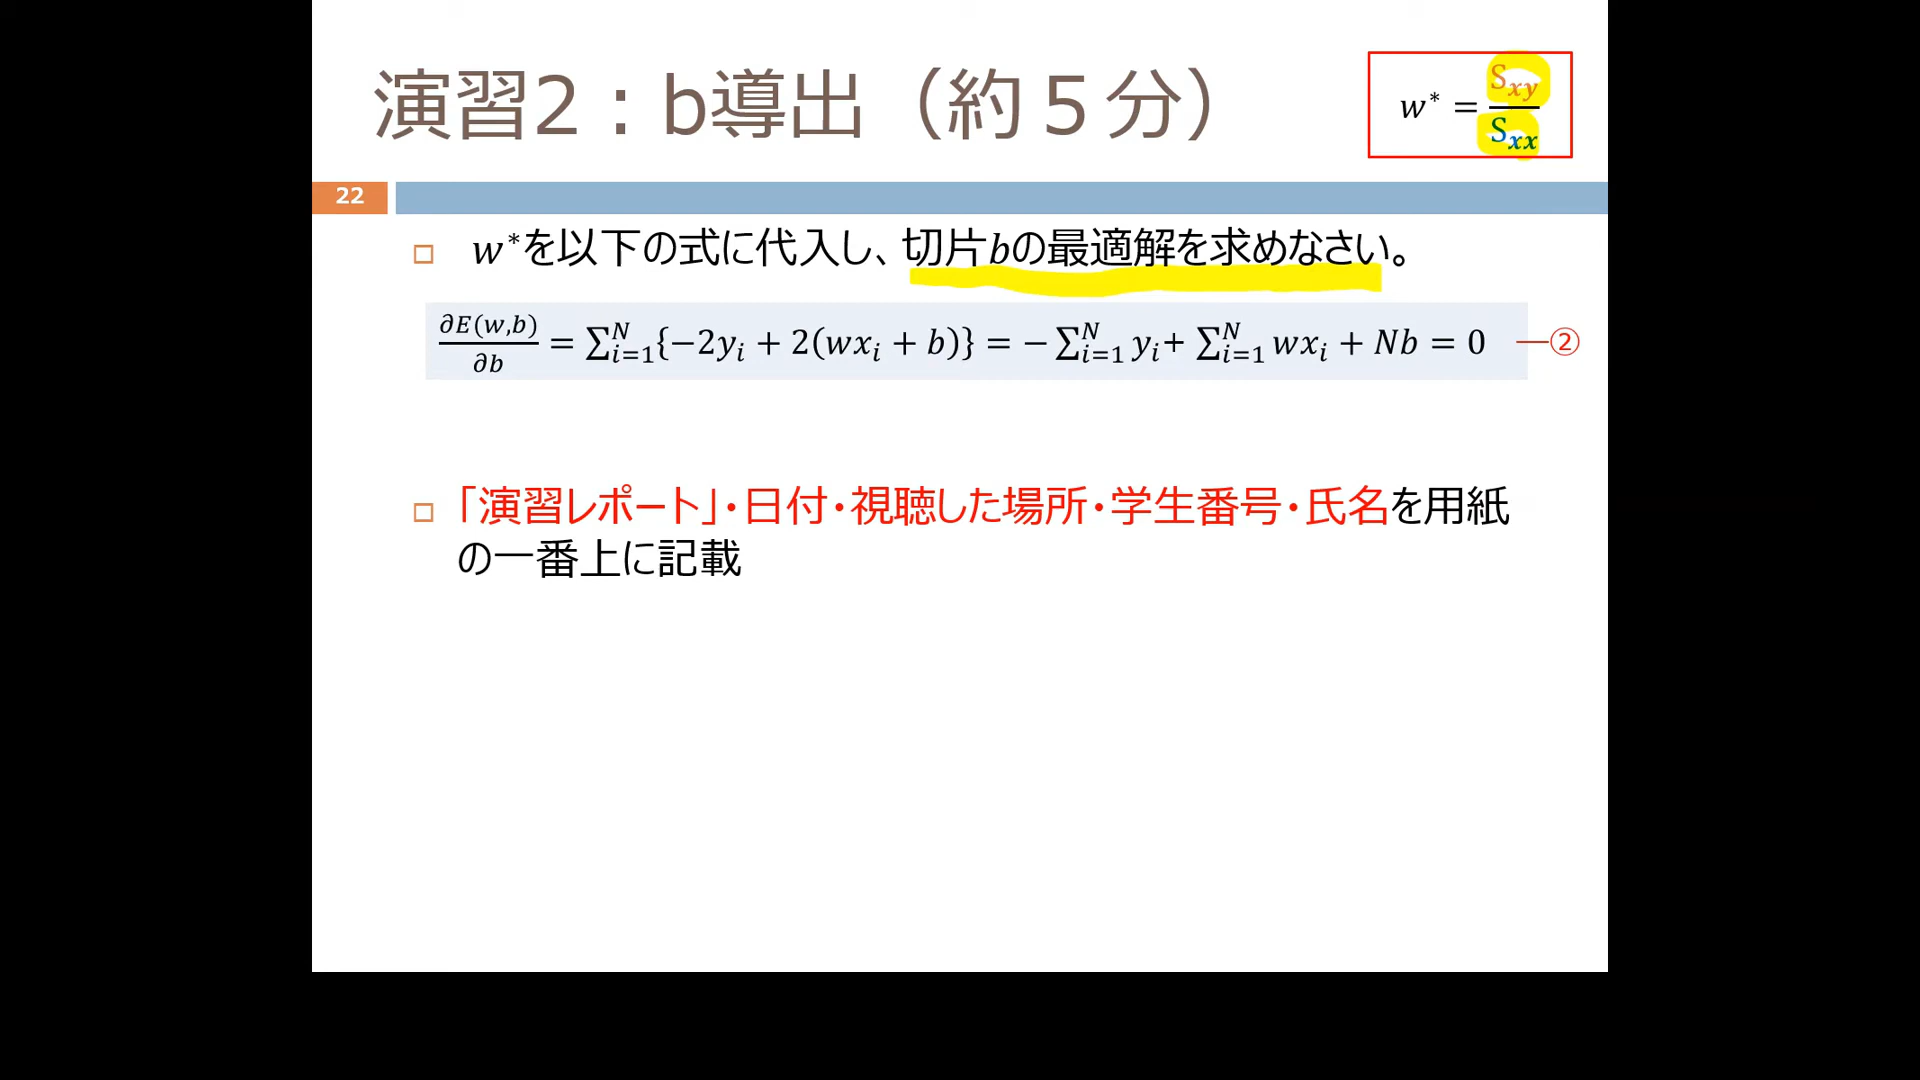 演習2：b導出（約５分）
w* = Sxy / Sxx
22
w*を以下の式に代入し、切片bの最適解を求めなさい。
∂E(w,b)/∂b = ∑_{i=1}^{N}{−2y_i + 2(wx_i + b)} = −∑_{i=1}^{N} y_i+ ∑_{i=1}^{N} wx_i + Nb = 0 —②
「演習レポート」・日付・視聴した場所・学生番号・氏名を用紙
の一番上に記載